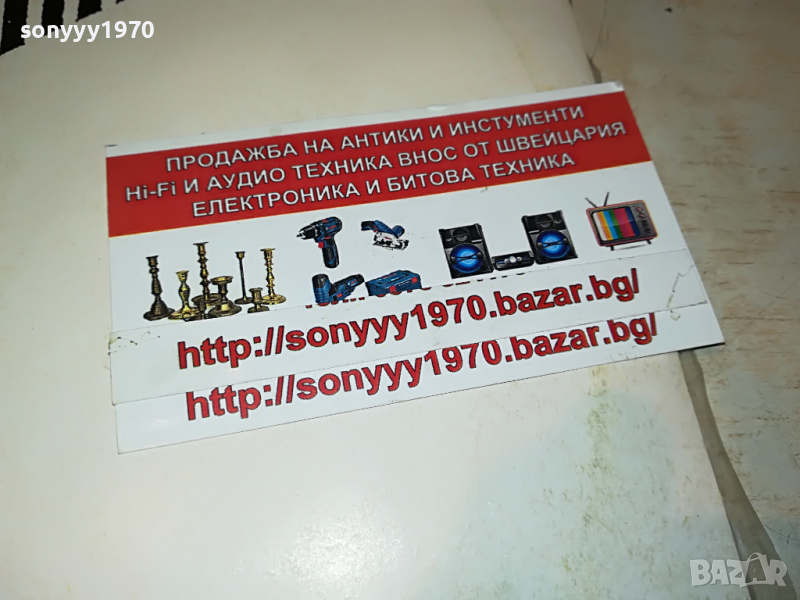 sonyyy1970
ПРОДАЖБА НА АНТИКИ И ИНСТУМЕНТИ
Hi-Fi И АУДИО ТЕХНИКА ВНОС ОТ ШВЕЙЦАРИЯ
ЕЛЕКТРОНИКА И БИТОВА ТЕХНИКА
http://sonyyy1970.bazar.bg/
http://sonyyy1970.bazar.bg/
BAZAR